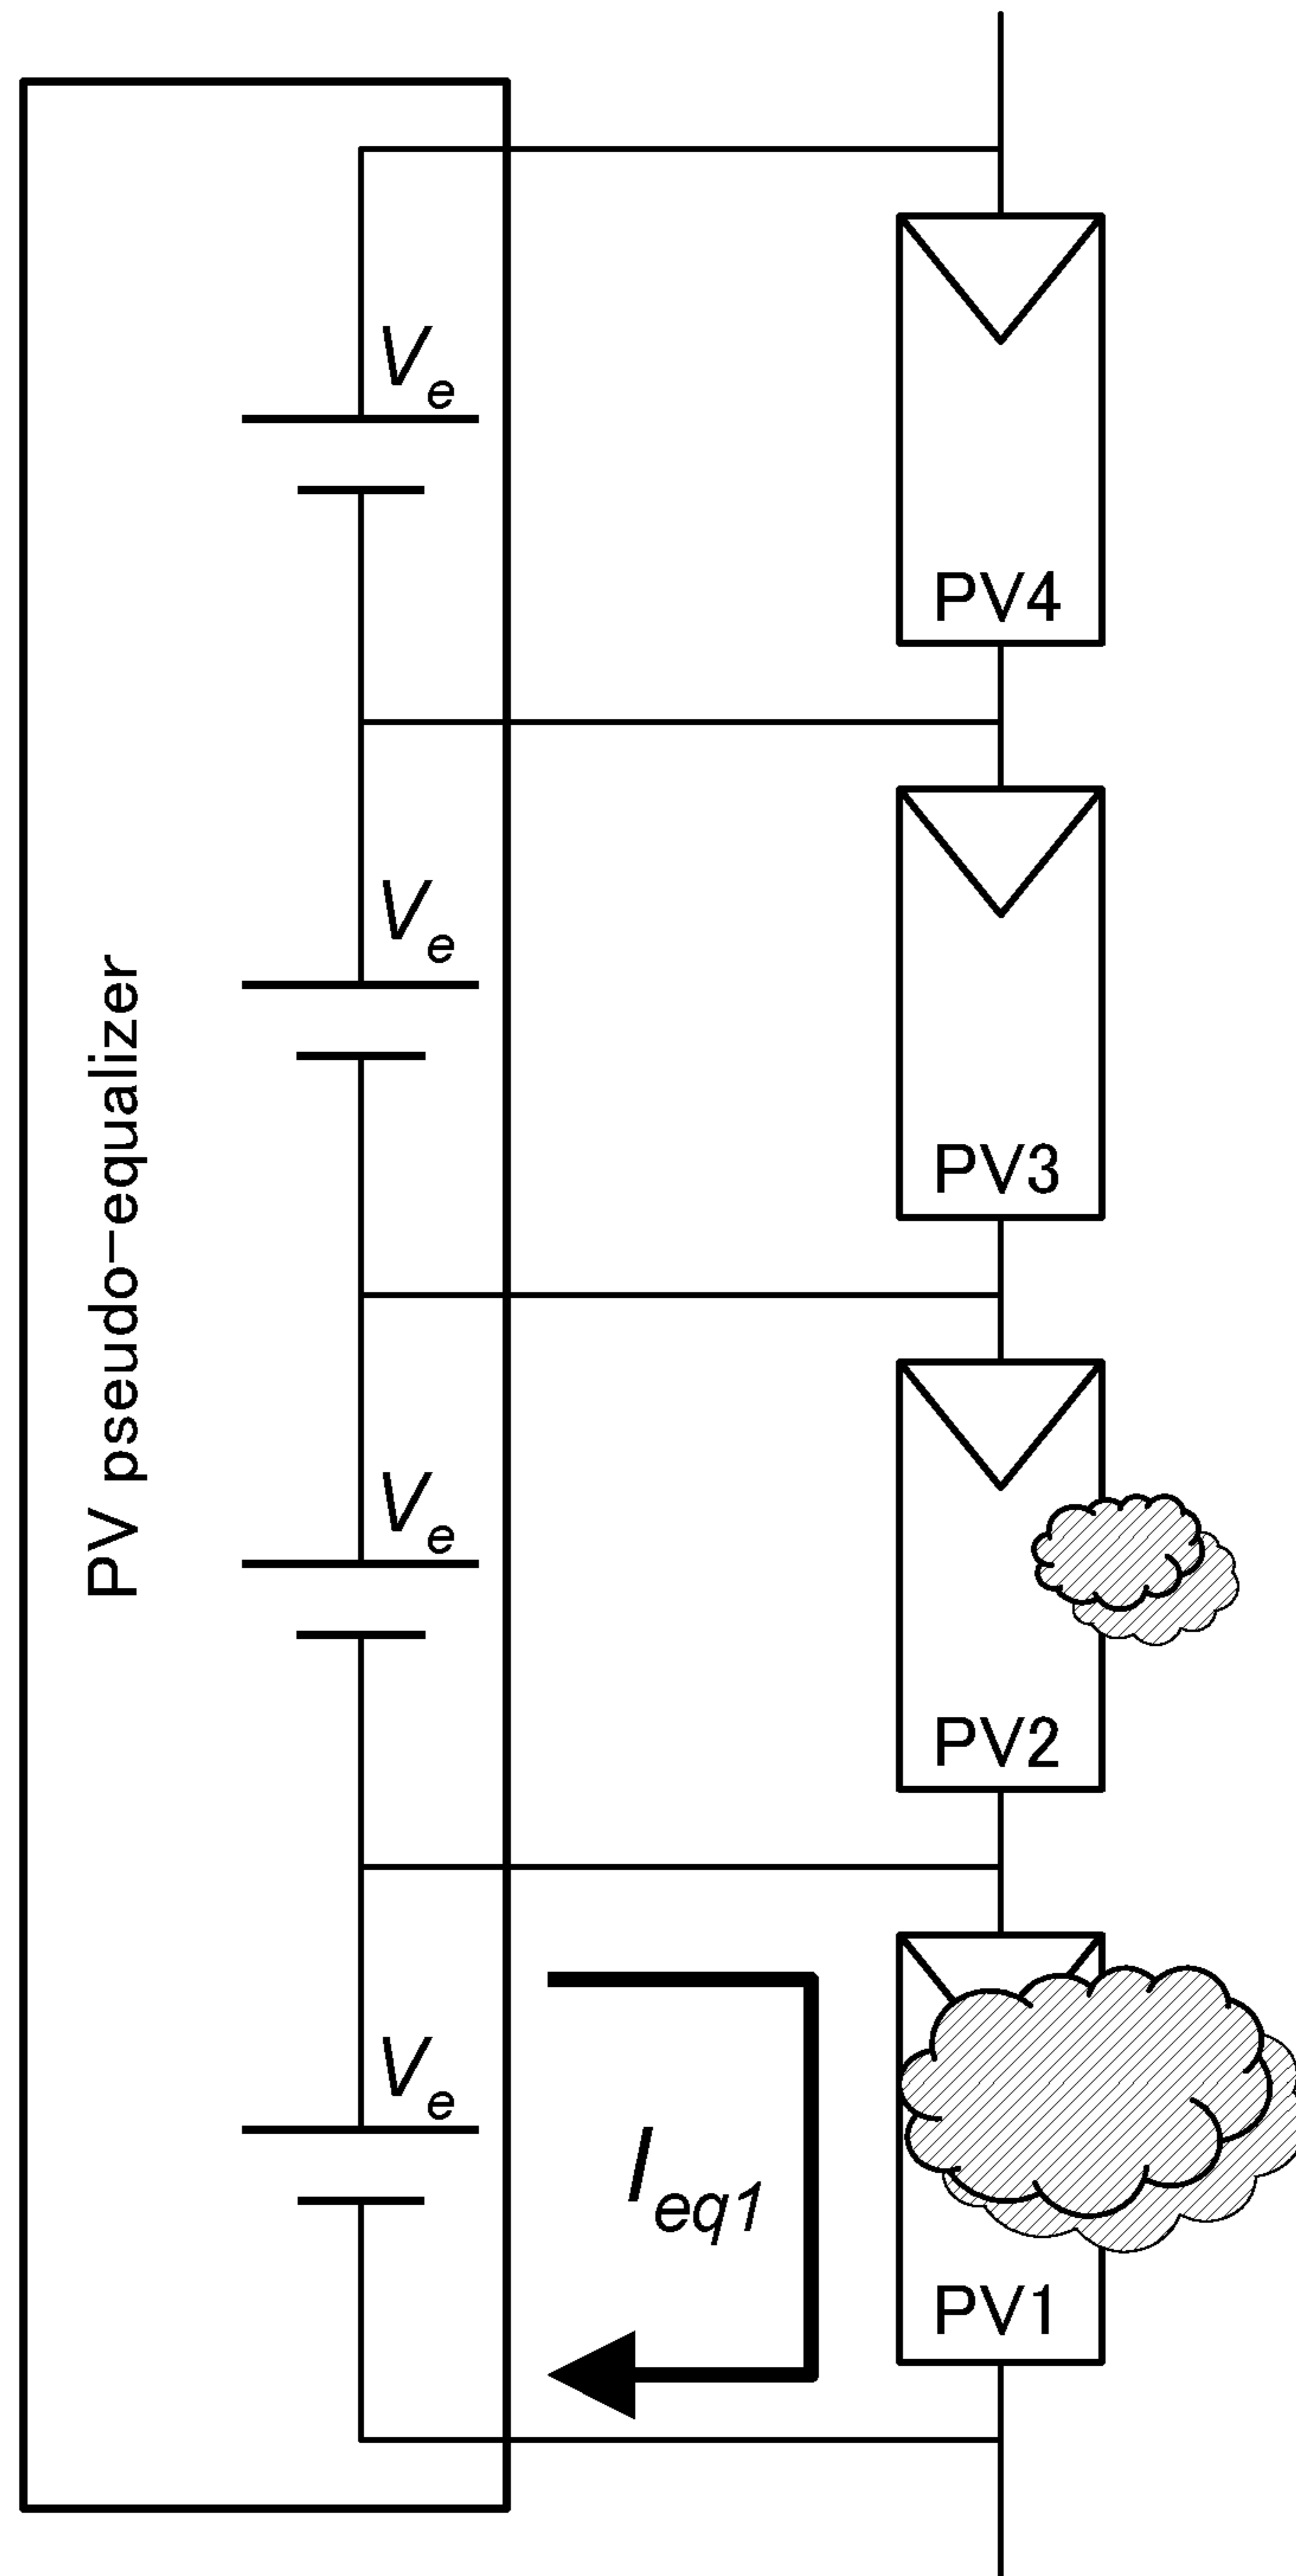 PV pseudo-equalizer
Ve
PV4
Ve
PV3
Ve
PV2
Ve
Ieq1
PV1